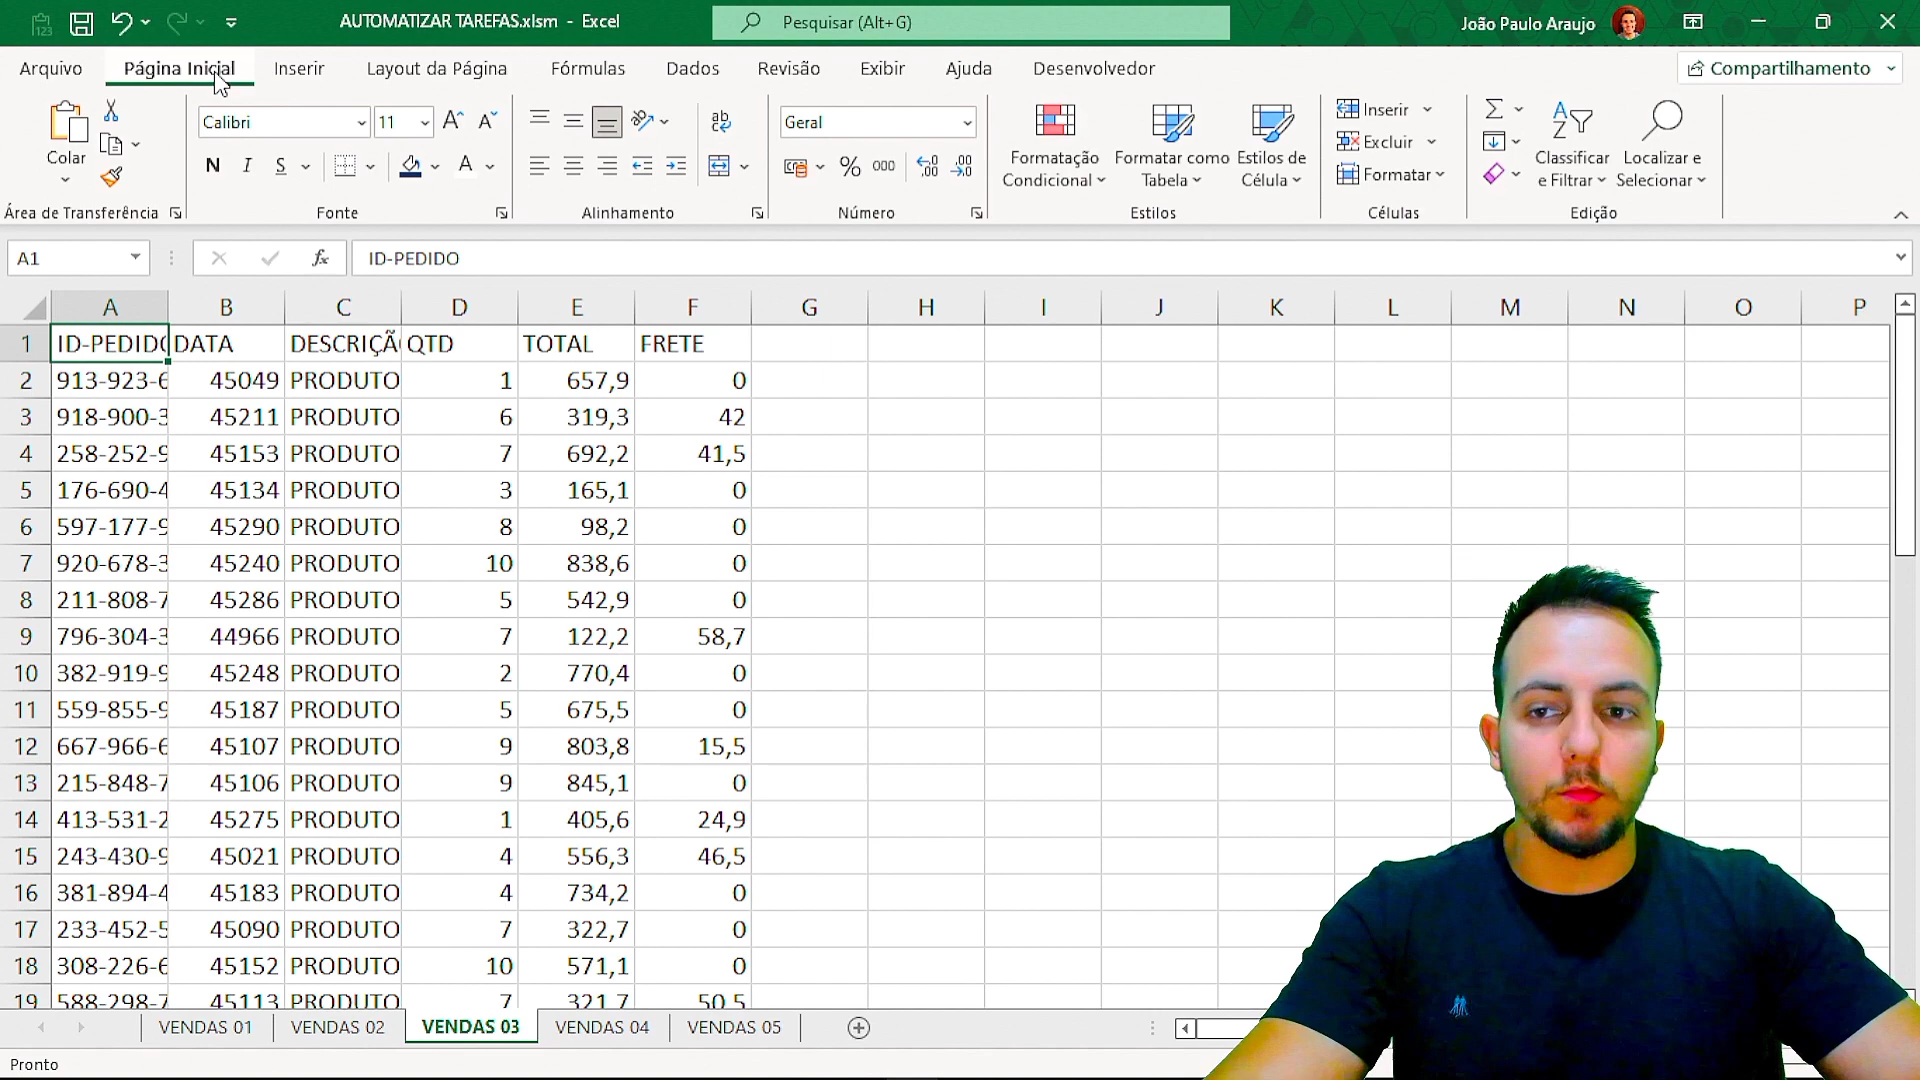 AUTOMATIZAR TAREFAS.xlsm - Excel
Pesquisar (Alt+G)
João Paulo Araujo
Arquivo Página Inicial Inserir Layout da Página Fórmulas Dados Revisão Exibir Ajuda Desenvolvedor Compartilhamento
Colar
Calibri 11
N I S
ab
Geral
% 000
Formatação Condicional
Formatar como Tabela
Estilos de Célula
Inserir
Excluir
Formatar
Classificar e Filtrar
Localizar e Selecionar
Área de Transferência Fonte Alinhamento Número Estilos Células Edição
A1 fx ID-PEDIDO
A B C D E F G H I J K L M N O P
1 ID-PEDIDO DATA DESCRIÇÃ QTD TOTAL FRETE
2 913-923-6 45049 PRODUTO 1 657,9 0
3 918-900-3 45211 PRODUTO 6 319,3 42
4 258-252-9 45153 PRODUTO 7 692,2 41,5
5 176-690-4 45134 PRODUTO 3 165,1 0
6 597-177-9 45290 PRODUTO 8 98,2 0
7 920-678-3 45240 PRODUTO 10 838,6 0
8 211-808-7 45286 PRODUTO 5 542,9 0
9 796-304-3 44966 PRODUTO 7 122,2 58,7
10 382-919-9 45248 PRODUTO 2 770,4 0
11 559-855-9 45187 PRODUTO 5 675,5 0
12 667-966-6 45107 PRODUTO 9 803,8 15,5
13 215-848-7 45106 PRODUTO 9 845,1 0
14 413-531-2 45275 PRODUTO 1 405,6 24,9
15 243-430-9 45021 PRODUTO 4 556,3 46,5
16 381-894-4 45183 PRODUTO 4 734,2 0
17 233-452-5 45090 PRODUTO 7 322,7 0
18 308-226-6 45152 PRODUTO 10 571,1 0
19 588-298-7 45113 PRODUTO 7 321,7 50,5
VENDAS 01 VENDAS 02 VENDAS 03 VENDAS 04 VENDAS 05
Pronto